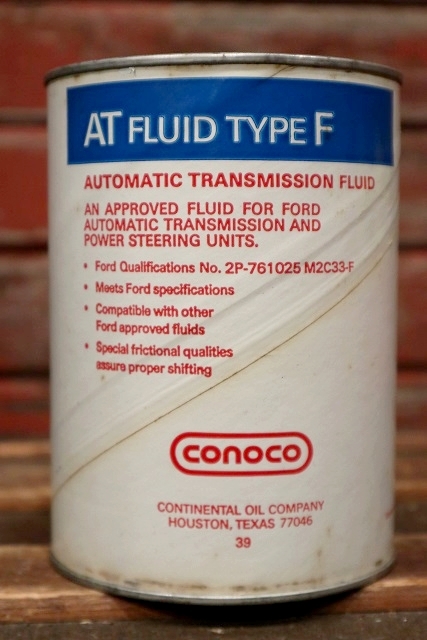 AT FLUID TYPE F
AUTOMATIC TRANSMISSION FLUID
AN APPROVED FLUID FOR FORD
AUTOMATIC TRANSMISSION AND
POWER STEERING UNITS.
• Ford Qualifications No. 2P-761025 M2C33-F
• Meets Ford specifications
• Compatible with other
Ford approved fluids
• Special frictional qualities
assure proper shifting
conoco
CONTINENTAL OIL COMPANY
HOUSTON, TEXAS 77046
39